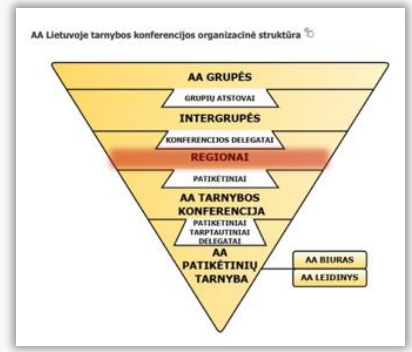 AA Lietuvoje tarnybos konferencijos organizacinė struktūra
AA GRUPĖS
GRUPIŲ ATSTOVAI
INTERGRUPĖS
KONFERENCIJOS DELEGATAI
REGIONAI
PATIKĖTINIAI
AA TARNYBOS
KONFERENCIJA
PATIKĖTINIAI
TARPTAUTINIAI
DELEGATAI
AA
PATIKĖTINIŲ
TARNYBA
AA BIURAS
AA LEIDINYS